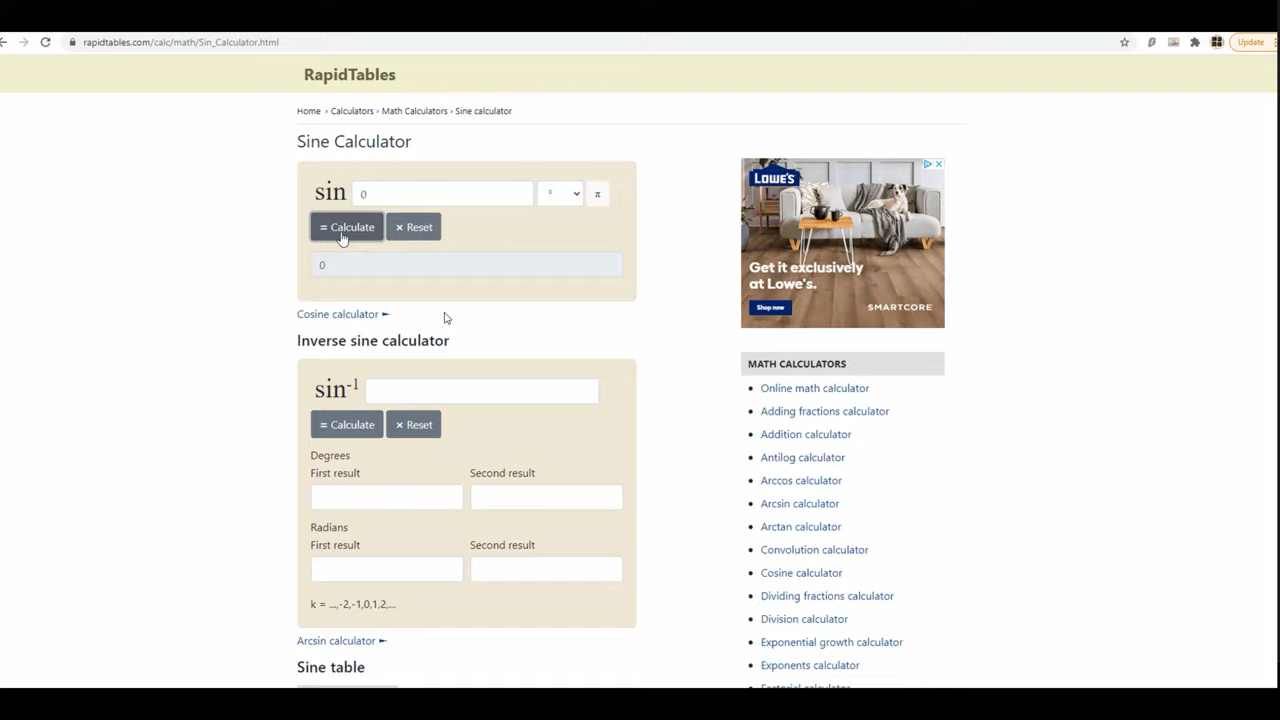 rapidtables.com/calc/math/Sin_Calculator.html
Update
RapidTables
Home › Calculators › Math Calculators › Sine calculator
Sine Calculator
sin 0 ° π
= Calculate × Reset
0
Cosine calculator ►
Inverse sine calculator
sin-1
= Calculate × Reset
Degrees
First result Second result
Radians
First result Second result
k = ...,-2,-1,0,1,2,...
Arcsin calculator ►
Sine table
LOWE'S
Get it exclusively
at Lowe's.
Shop now
SMARTCORE
MATH CALCULATORS
Online math calculator
Adding fractions calculator
Addition calculator
Antilog calculator
Arccos calculator
Arcsin calculator
Arctan calculator
Convolution calculator
Cosine calculator
Dividing fractions calculator
Division calculator
Exponential growth calculator
Exponents calculator
Factorial calculator